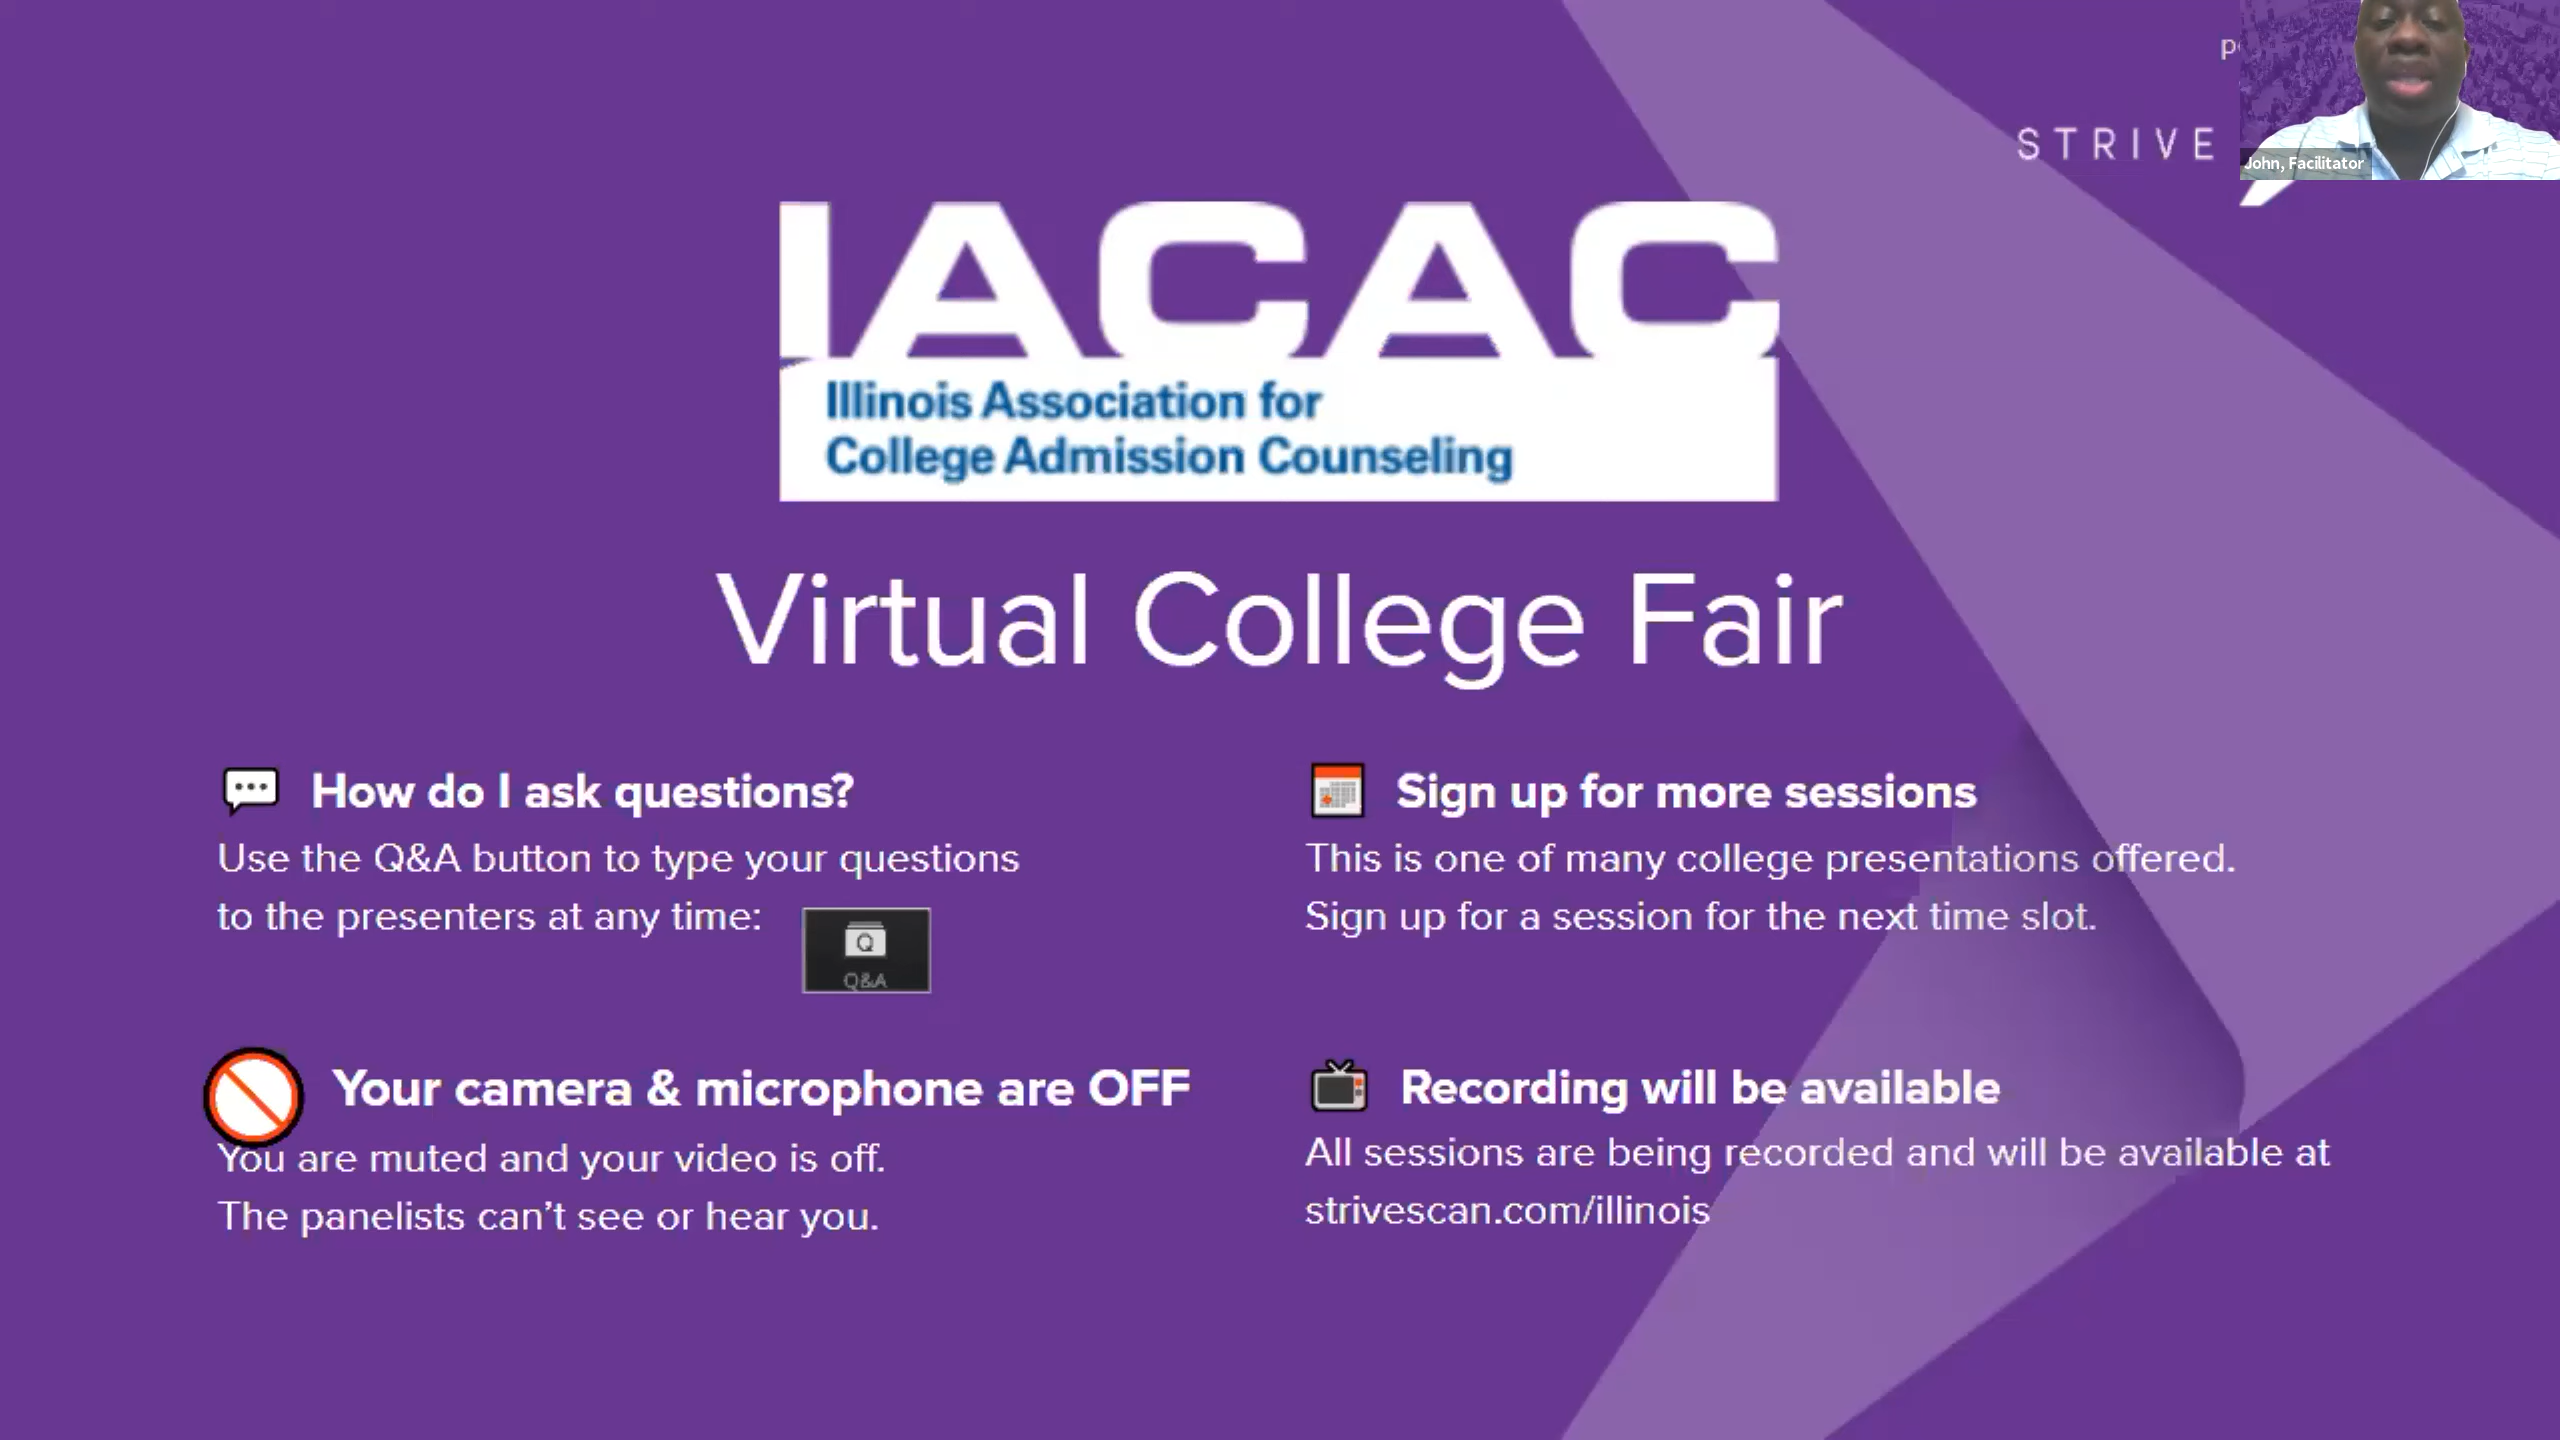 STRIVE
John, Facilitator
IACAC
Illinois Association for
College Admission Counseling
Virtual College Fair
How do I ask questions?
Use the Q&A button to type your questions
to the presenters at any time:
Q
Q&A
Your camera & microphone are OFF
You are muted and your video is off.
The panelists can't see or hear you.
Sign up for more sessions
This is one of many college presentations offered.
Sign up for a session for the next time slot.
Recording will be available
All sessions are being recorded and will be available at
strivescan.com/illinois